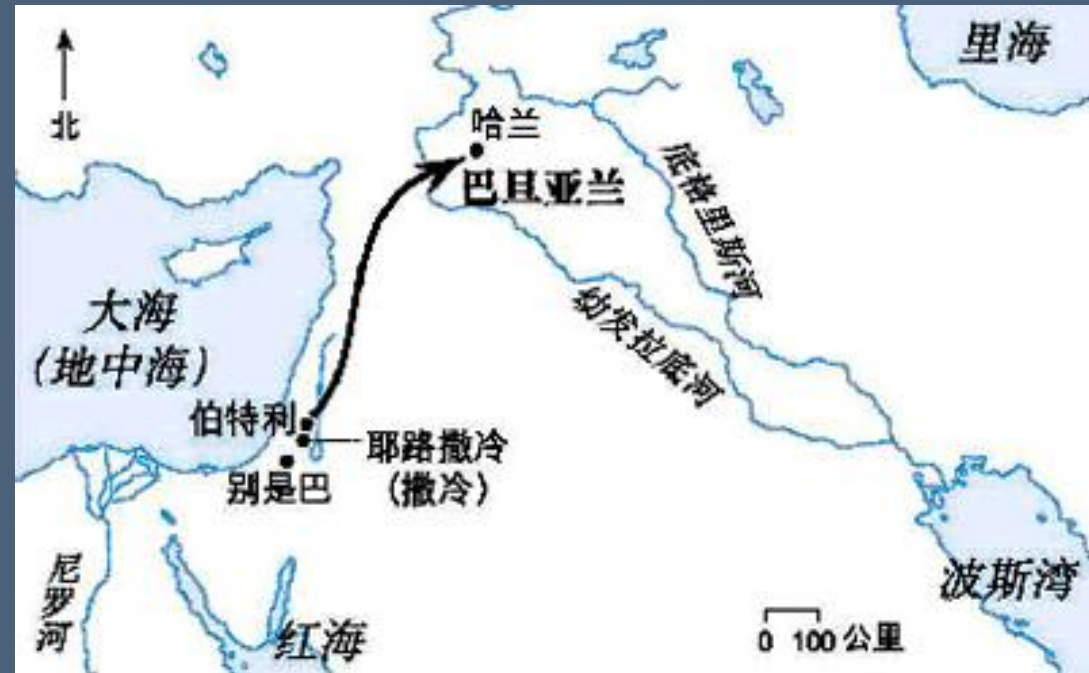 里海
北
哈兰
巴旦亚兰
底格里斯河
大海
(地中海)
幼发拉底河
伯特利
耶路撒冷
(撒冷)
别是巴
尼罗河
红海
波斯湾
0 100 公里